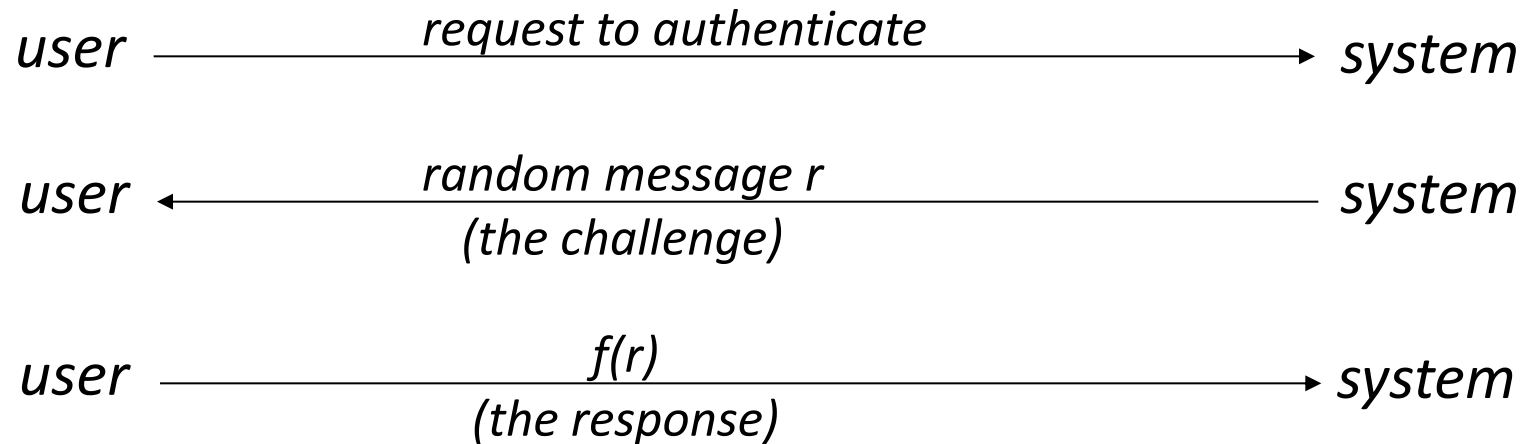 user request to authenticate system
user random message r system
(the challenge)
user f(r) system
(the response)